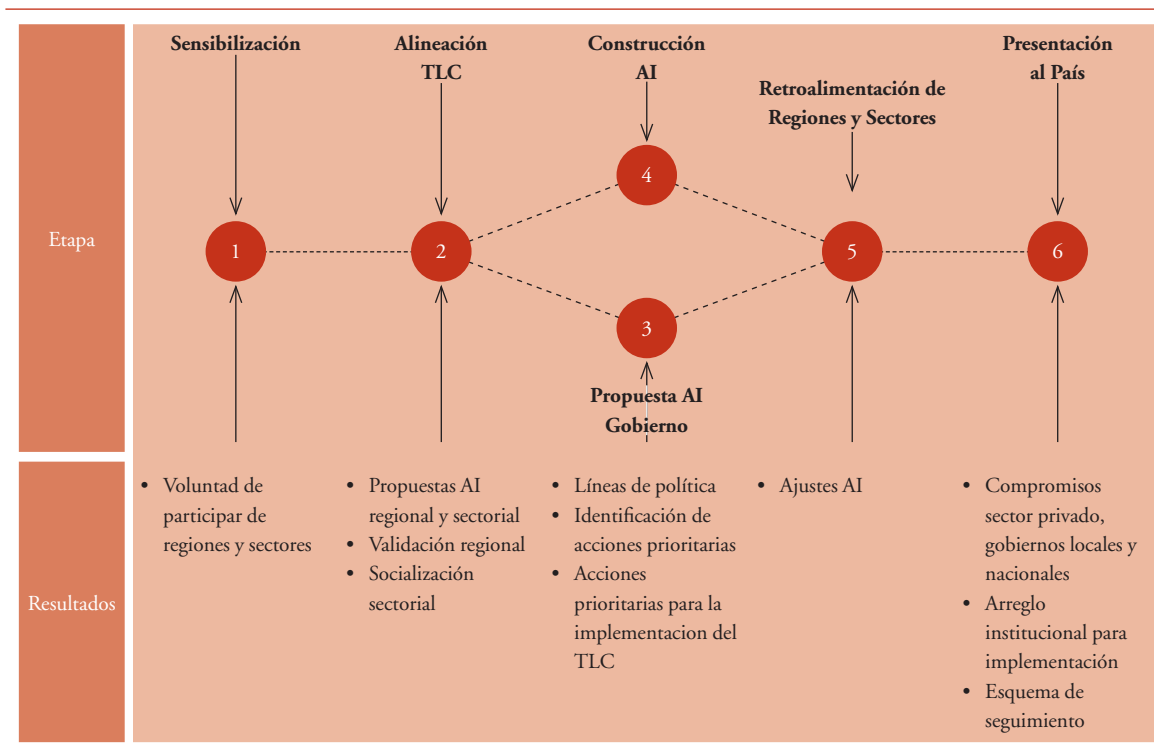 Etapa
Sensibilización
Alineación
TLC
Construcción
AI
Retroalimentación de
Regiones y Sectores
Presentación
al País
1
2
4
3
5
6
Propuesta AI
Gobierno
Resultados
• Voluntad de
participar de
regiones y sectores
• Propuestas AI
regional y sectorial
• Validación regional
• Socialización
sectorial
• Líneas de política
• Identificación de
acciones prioritarias
• Acciones
prioritarias para la
implementacion del
TLC
• Ajustes AI
• Compromisos
sector privado,
gobiernos locales y
nacionales
• Arreglo
institucional para
implementación
• Esquema de
seguimiento